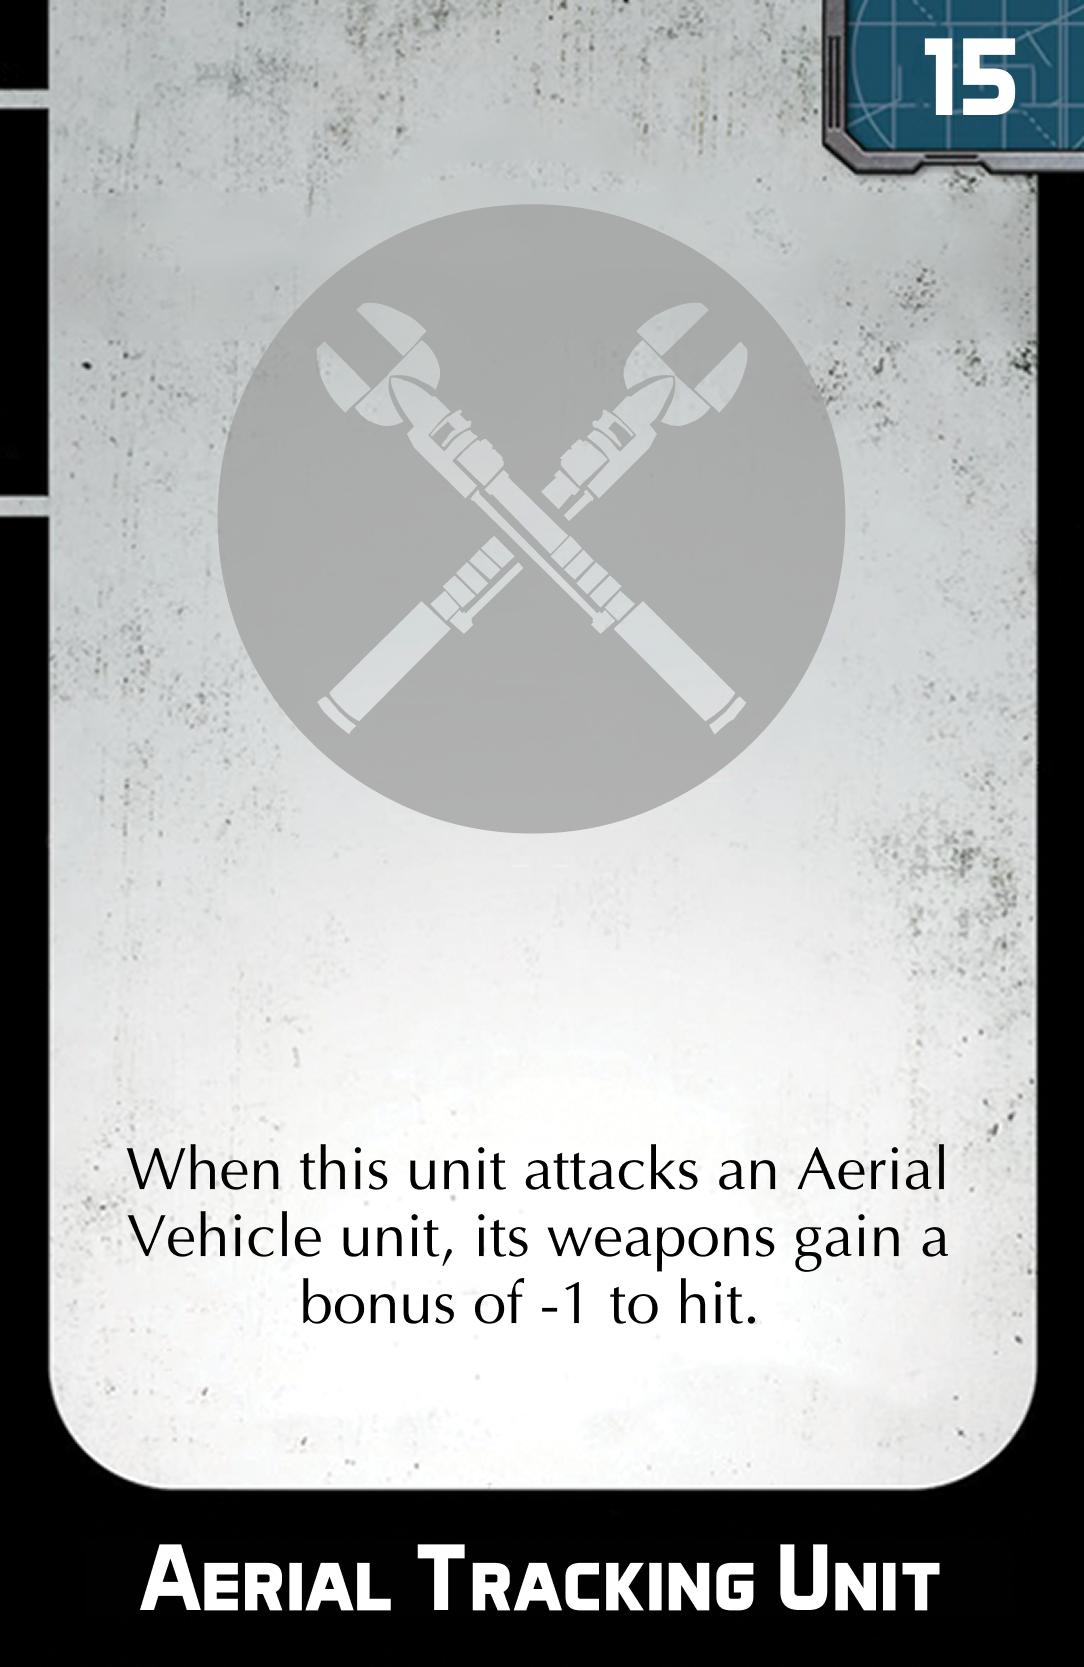 15
When this unit attacks an Aerial
Vehicle unit, its weapons gain a
bonus of -1 to hit.
Aerial Tracking Unit